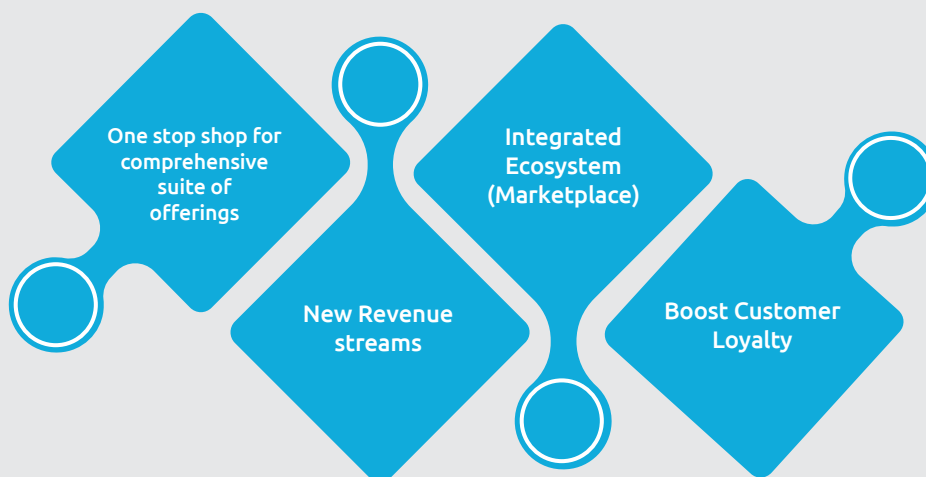 One stop shop for
comprehensive
suite of
offerings
New Revenue
streams
Integrated
Ecosystem
(Marketplace)
Boost Customer
Loyalty